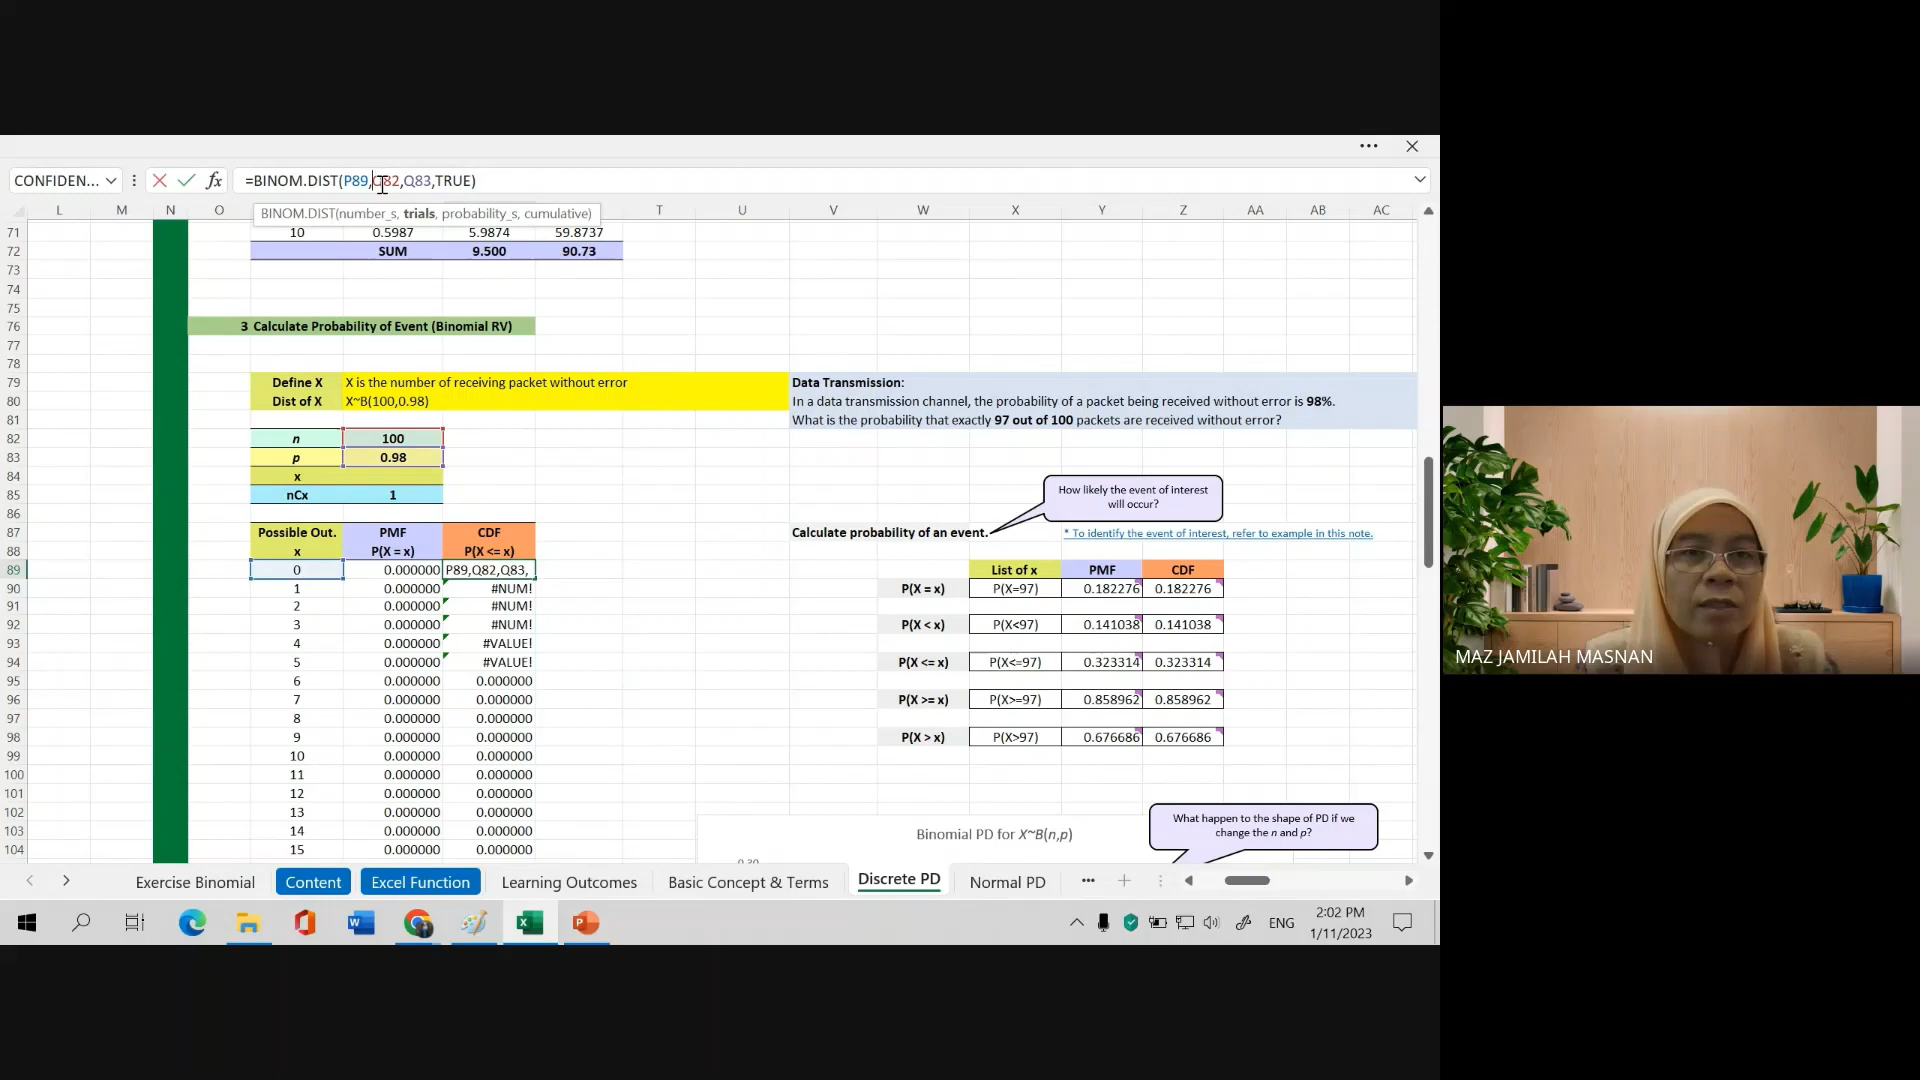 CONFIDEN...
=BINOM.DIST(P89,Q82,Q83,TRUE)
BINOM.DIST(number_s, trials, probability_s, cumulative)
L M N O T U V W X Y Z AA AB AC
71 10 0.5987 5.9874 59.8737
72 SUM 9.500 90.73
73
74
75
76 3 Calculate Probability of Event (Binomial RV)
77
78
79 Define X X is the number of receiving packet without error Data Transmission:
80 Dist of X X~B(100,0.98) In a data transmission channel, the probability of a packet being received without error is 98%.
81 What is the probability that exactly 97 out of 100 packets are received without error?
82 n 100
83 p 0.98
84 x
85 nCx 1
How likely the event of interest
will occur?
86
87 Possible Out. PMF CDF Calculate probability of an event. * To identify the event of interest, refer to example in this note.
88 x P(X = x) P(X <= x)
89 0 0.000000 P89,Q82,Q83, List of x PMF CDF
90 1 0.000000 #NUM! P(X = x) P(X=97) 0.182276 0.182276
91 2 0.000000 #NUM!
92 3 0.000000 #NUM! P(X < x) P(X<97) 0.141038 0.141038
93 4 0.000000 #VALUE!
94 5 0.000000 #VALUE! P(X <= x) P(X<=97) 0.323314 0.323314
95 6 0.000000 0.000000
96 7 0.000000 0.000000 P(X >= x) P(X>=97) 0.858962 0.858962
97 8 0.000000 0.000000
98 9 0.000000 0.000000 P(X > x) P(X>97) 0.676686 0.676686
99 10 0.000000 0.000000
100 11 0.000000 0.000000
101 12 0.000000 0.000000
102 13 0.000000 0.000000
103 14 0.000000 0.000000
104 15 0.000000 0.000000
Binomial PD for X~B(n,p)
What happen to the shape of PD if we
change the n and p?
Exercise Binomial Content Excel Function Learning Outcomes Basic Concept & Terms Discrete PD Normal PD
ENG
2:02 PM
1/11/2023
MAZ JAMILAH MASNAN